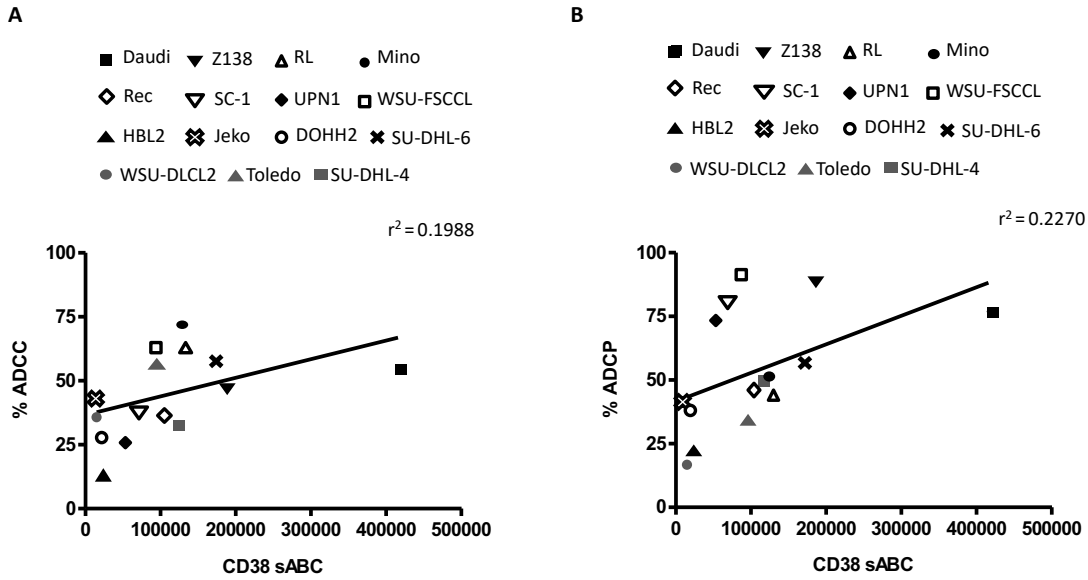 A
Daudi Z138 RL Mino
Rec SC-1 UPN1 WSU-FSCCL
HBL2 Jeko DOHH2 SU-DHL-6
WSU-DLCL2 Toledo SU-DHL-4
r² = 0.1988
100
75
50
25
0
% ADCC
0 100000 200000 300000 400000 500000
CD38 sABC
B
Daudi Z138 RL Mino
Rec SC-1 UPN1 WSU-FSCCL
HBL2 Jeko DOHH2 SU-DHL-6
WSU-DLCL2 Toledo SU-DHL-4
r² = 0.2270
100
75
50
25
0
% ADCP
0 100000 200000 300000 400000 500000
CD38 sABC